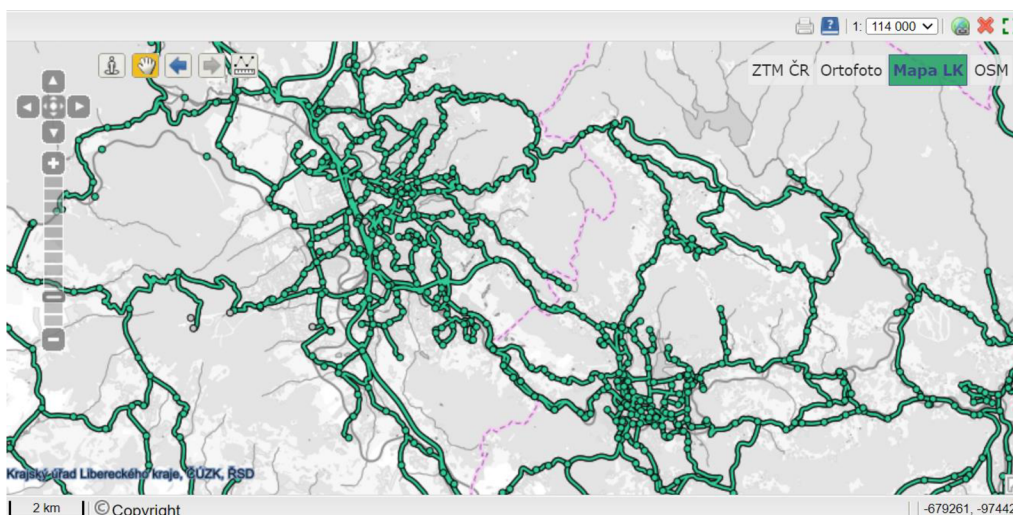 1: 114 000
ZTM ČR Ortofoto Mapa LK OSM
Krajský úřad Libereckého kraje, ČÚZK, ŘSD
2 km © Copyright -679261, -97442